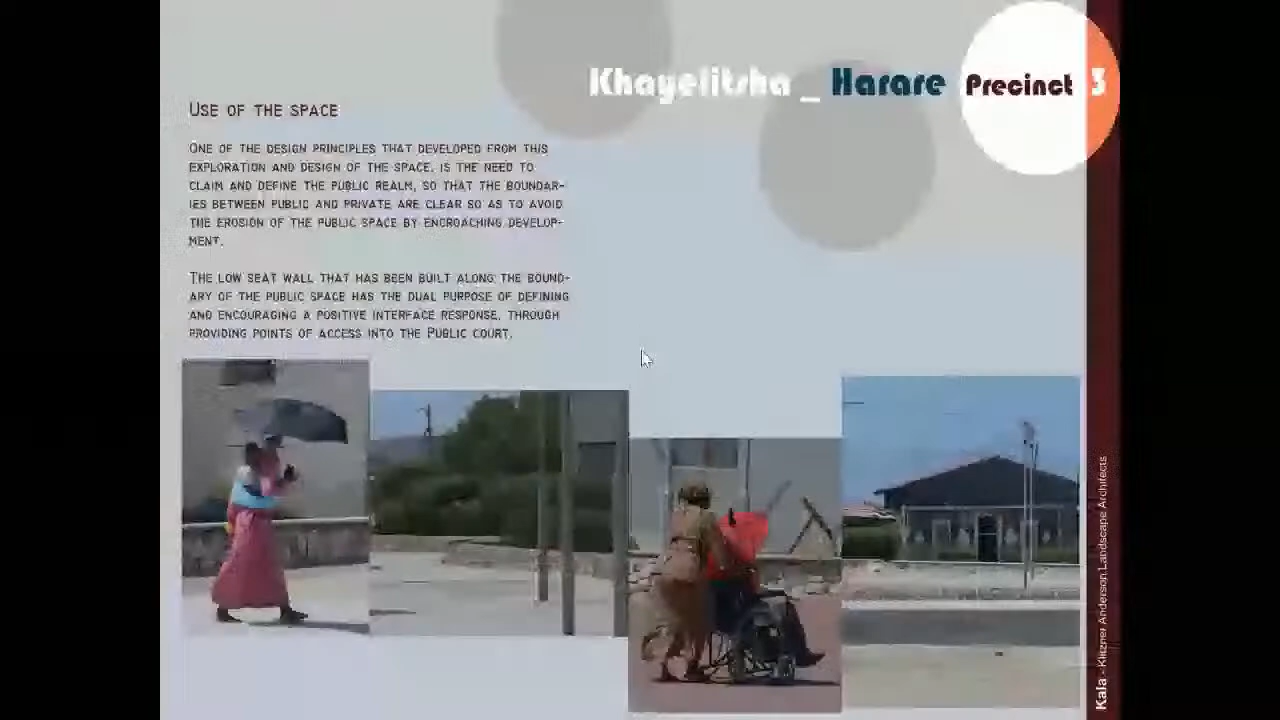 Khayelitsha _ Harare Precinct 3
USE OF THE SPACE
ONE OF THE DESIGN PRINCIPLES THAT DEVELOPED FROM THIS
EXPLORATION AND DESIGN OF THE SPACE, IS THE NEED TO
CLAIM AND DEFINE THE PUBLIC REALM, SO THAT THE BOUNDAR-
IES BETWEEN PUBLIC AND PRIVATE ARE CLEAR SO AS TO AVOID
THE EROSION OF THE PUBLIC SPACE BY ENCROACHING DEVELOP-
MENT.
THE LOW SEAT WALL THAT HAS BEEN BUILT ALONG THE BOUND-
ARY OF THE PUBLIC SPACE HAS THE DUAL PURPOSE OF DEFINING
AND ENCOURAGING A POSITIVE INTERFACE RESPONSE, THROUGH
PROVIDING POINTS OF ACCESS INTO THE PUBLIC COURT.
KaLa - Klitzner Anderson Landscape Architects